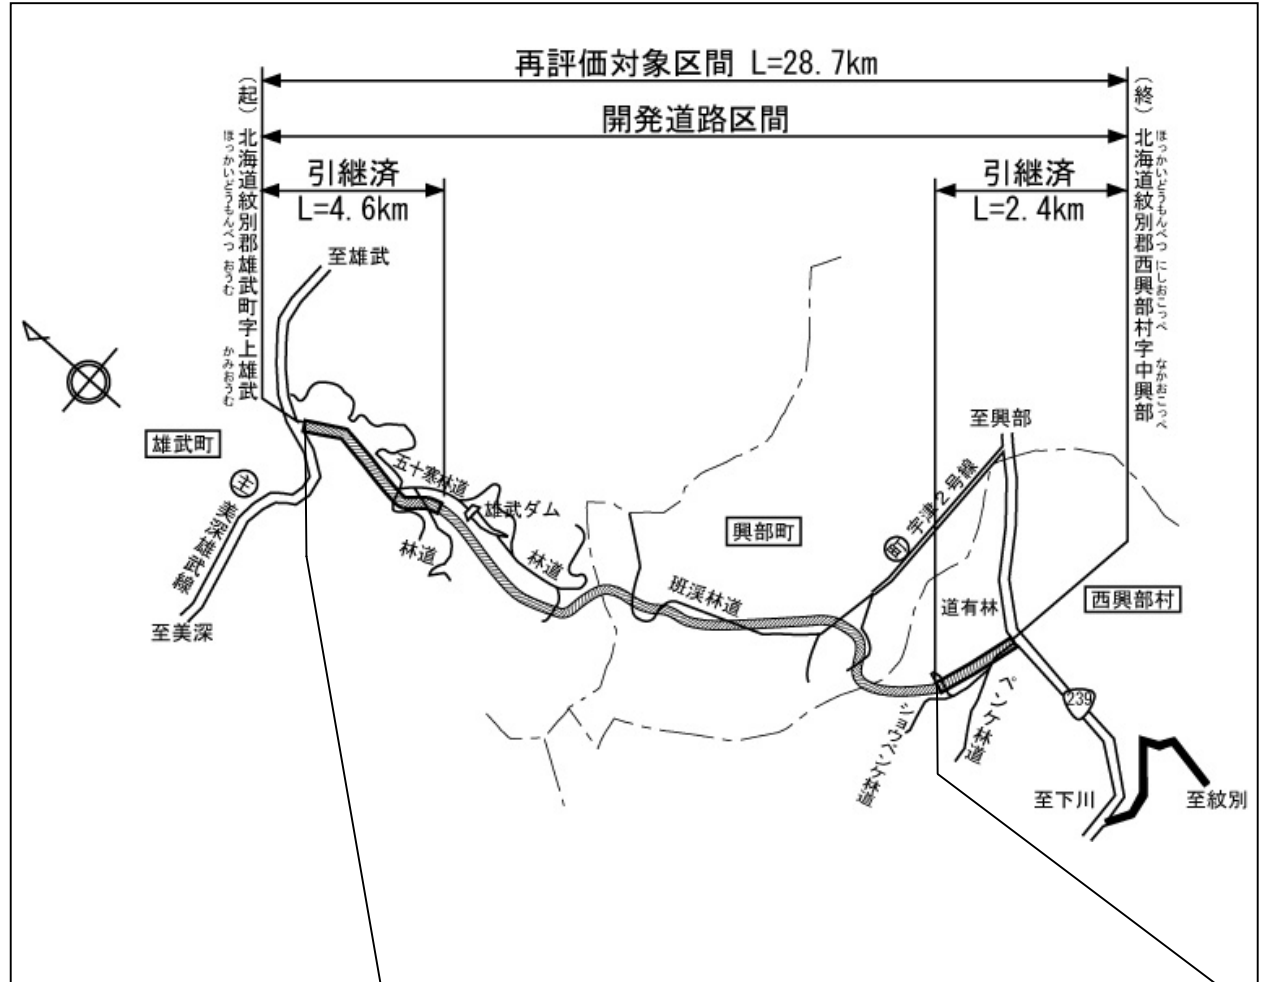 再評価対象区間 L=28.7km
開発道路区間
引継済
L=4.6km
引継済
L=2.4km
（起）北海道紋別郡雄武町字上雄武
ほっかいどうもんべつ おうむ かみおうむ
（終）北海道紋別郡西興部村字中興部
ほっかいどうもんべつ にしおこっぺ なかおこっぺ
至雄武
雄武町
主
美深雄武線
至美深
五十寒林道
雄武ダム
林道
林道
興部町
班渓林道
至興部
町
宇津2号線
道有林
西興部村
ペンケ林道
ショウペンケ林道
239
至下川
至紋別